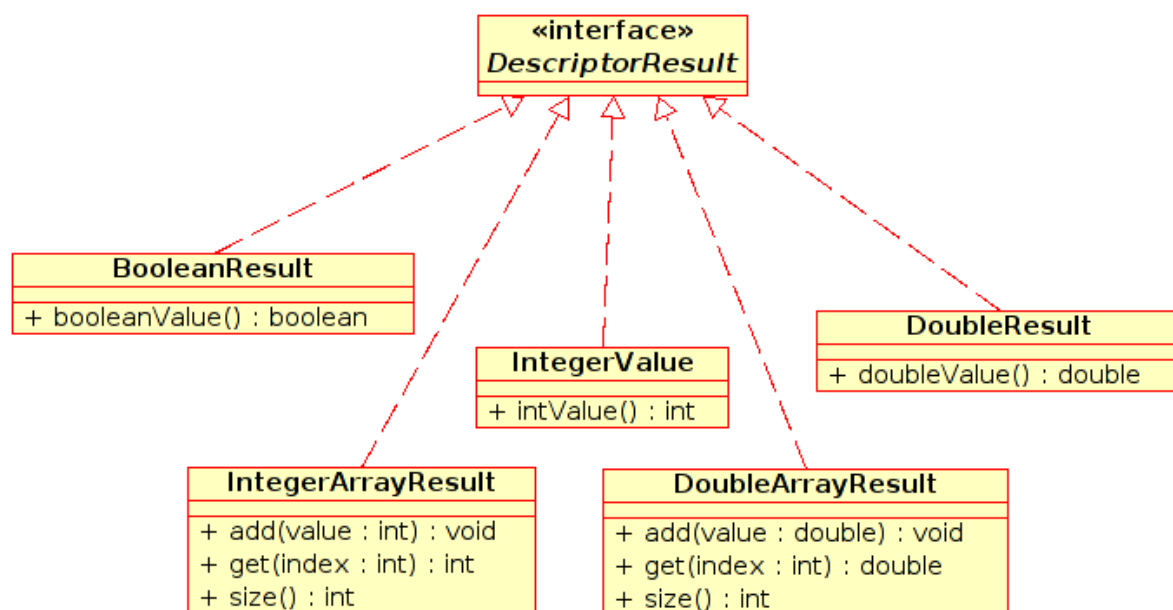 «interface»
DescriptorResult
BooleanResult
+ booleanValue() : boolean
DoubleResult
+ doubleValue() : double
IntegerValue
+ intValue() : int
IntegerArrayResult
+ add(value : int) : void
+ get(index : int) : int
+ size() : int
DoubleArrayResult
+ add(value : double) : void
+ get(index : int) : double
+ size() : int